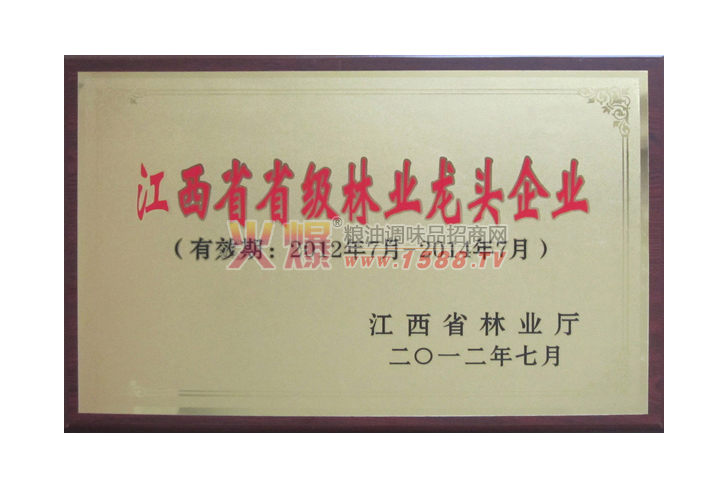 江西省省级林业龙头企业
火爆®粮油调味品招商网
www.1588.TV
(有效期：2012年7月-2014年7月)
江西省林业厅
二〇一二年七月